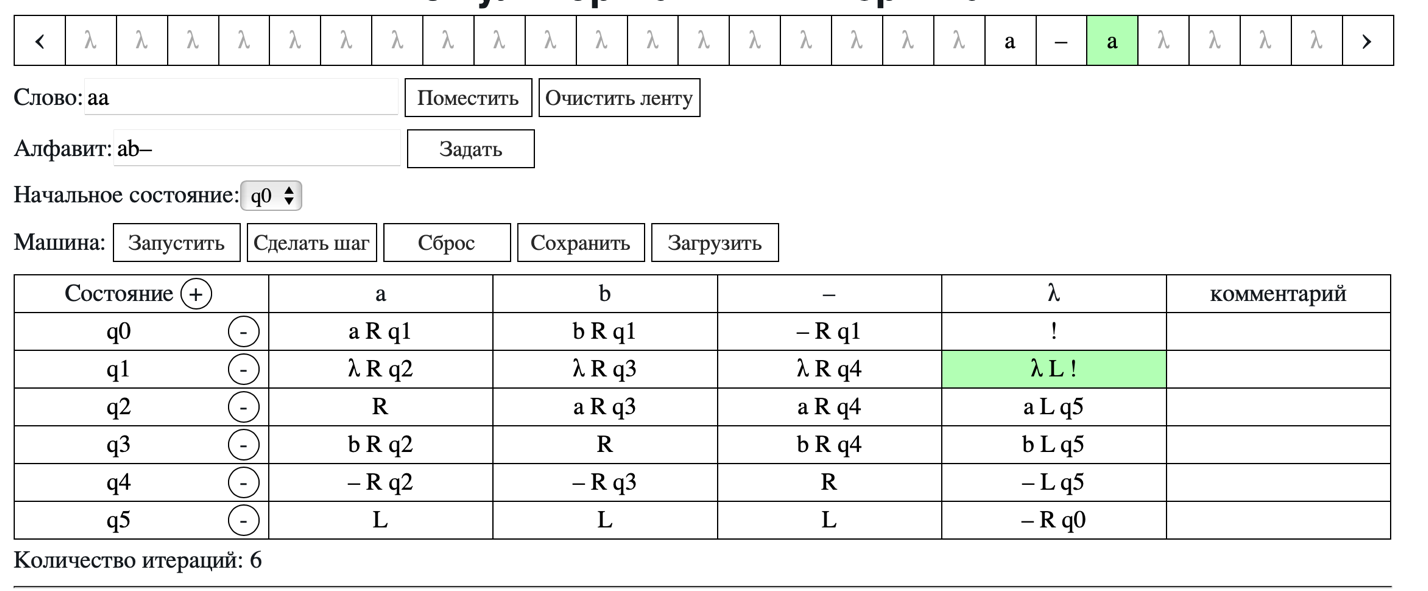 ‹ λ λ λ λ λ λ λ λ λ λ λ λ λ λ λ λ λ λ a – a λ λ λ λ ›
Слово: aa Поместить Очистить ленту
Алфавит: ab– Задать
Начальное состояние: q0
Машина: Запустить Сделать шаг Сброс Сохранить Загрузить
Состояние + a b – λ комментарий
q0 - a R q1 b R q1 – R q1 !
q1 - λ R q2 λ R q3 λ R q4 λ L !
q2 - R a R q3 a R q4 a L q5
q3 - b R q2 R b R q4 b L q5
q4 - – R q2 – R q3 R – L q5
q5 - L L L – R q0
Количество итераций: 6